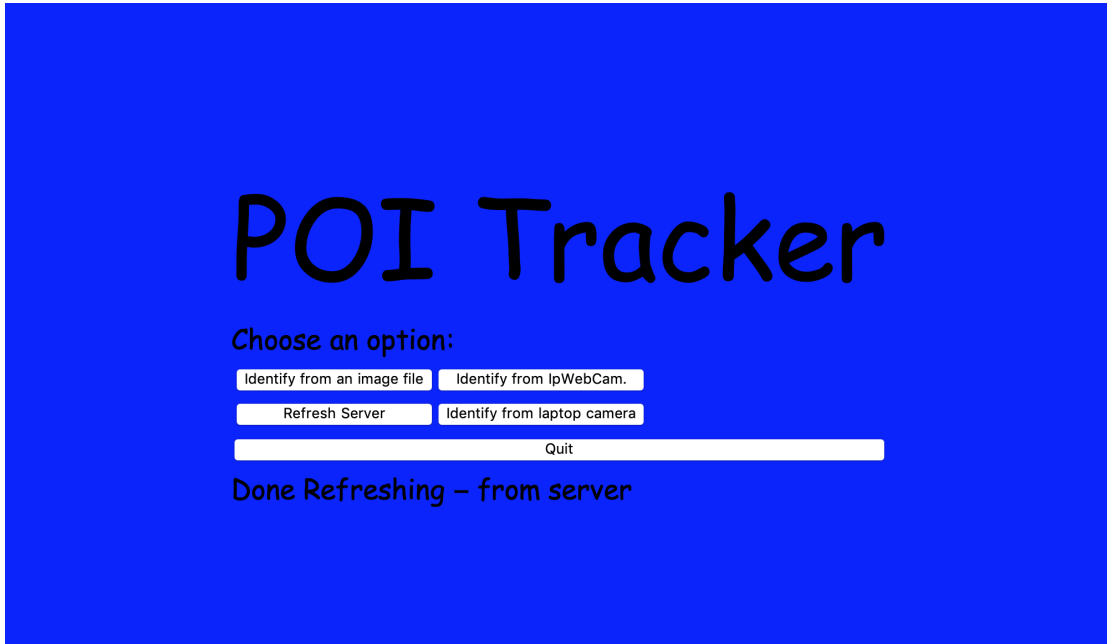 POI Tracker
Choose an option:
Identify from an image file Identify from IpWebCam.
Refresh Server Identify from laptop camera
Quit
Done Refreshing – from server